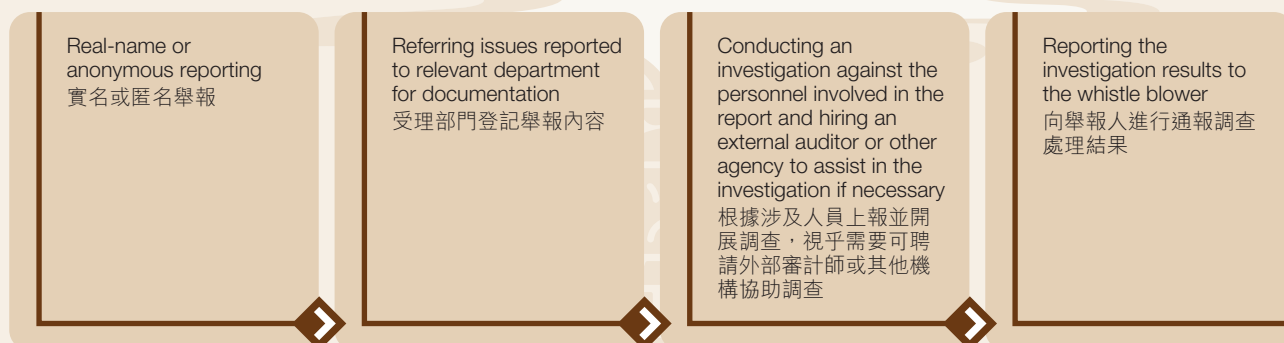 Real-name or
anonymous reporting
實名或匿名舉報
Referring issues reported
to relevant department
for documentation
受理部門登記舉報內容
Conducting an
investigation against the
personnel involved in the
report and hiring an
external auditor or other
agency to assist in the
investigation if necessary
根據涉及人員上報並開
展調查，視乎需要可聘
請外部審計師或其他機
構協助調查
Reporting the
investigation results to
the whistle blower
向舉報人進行通報調查
處理結果